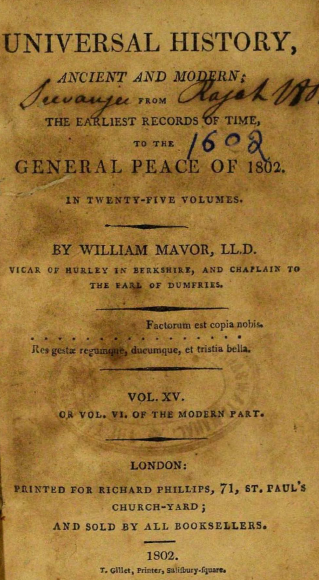 UNIVERSAL HISTORY,
ANCIENT AND MODERN;
FROM
THE EARLIEST RECORDS OF TIME,
TO THE
1602
GENERAL PEACE OF 1802.
IN TWENTY-FIVE VOLUMES.
BY WILLIAM MAVOR, LL.D.
VICAR OF HURLEY IN BERKSHIRE, AND CHAPLAIN TO
THE EARL OF DUMFRIES.
Factorum est copia nobis.
Res gestæ regumque, ducumque, et tristia bella.
VOL. XV.
OR VOL. VI. OF THE MODERN PART.
LONDON:
PRINTED FOR RICHARD PHILLIPS, 71, ST. PAUL'S
CHURCH-YARD;
AND SOLD BY ALL BOOKSELLERS.
1802.
T. Gillet, Printer, Salisbury-square.